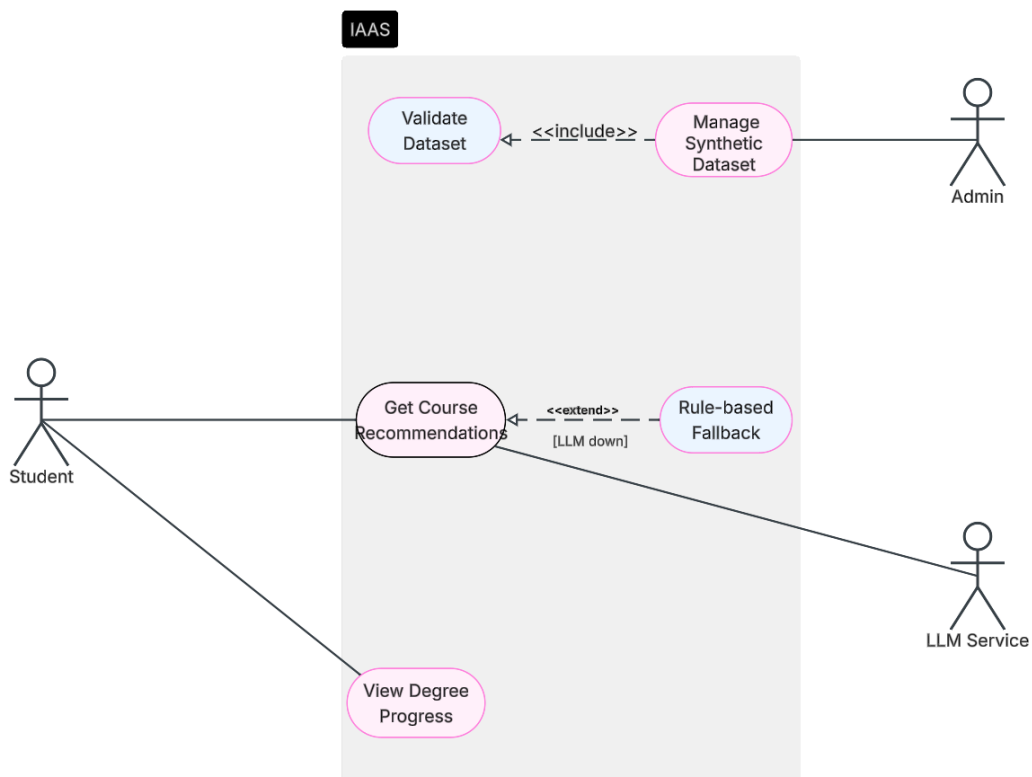 IAAS
Validate
Dataset
<<include>>
Manage
Synthetic
Dataset
Admin
Student
Get Course
Recommendations
<<extend>>
[LLM down]
Rule-based
Fallback
LLM Service
View Degree
Progress